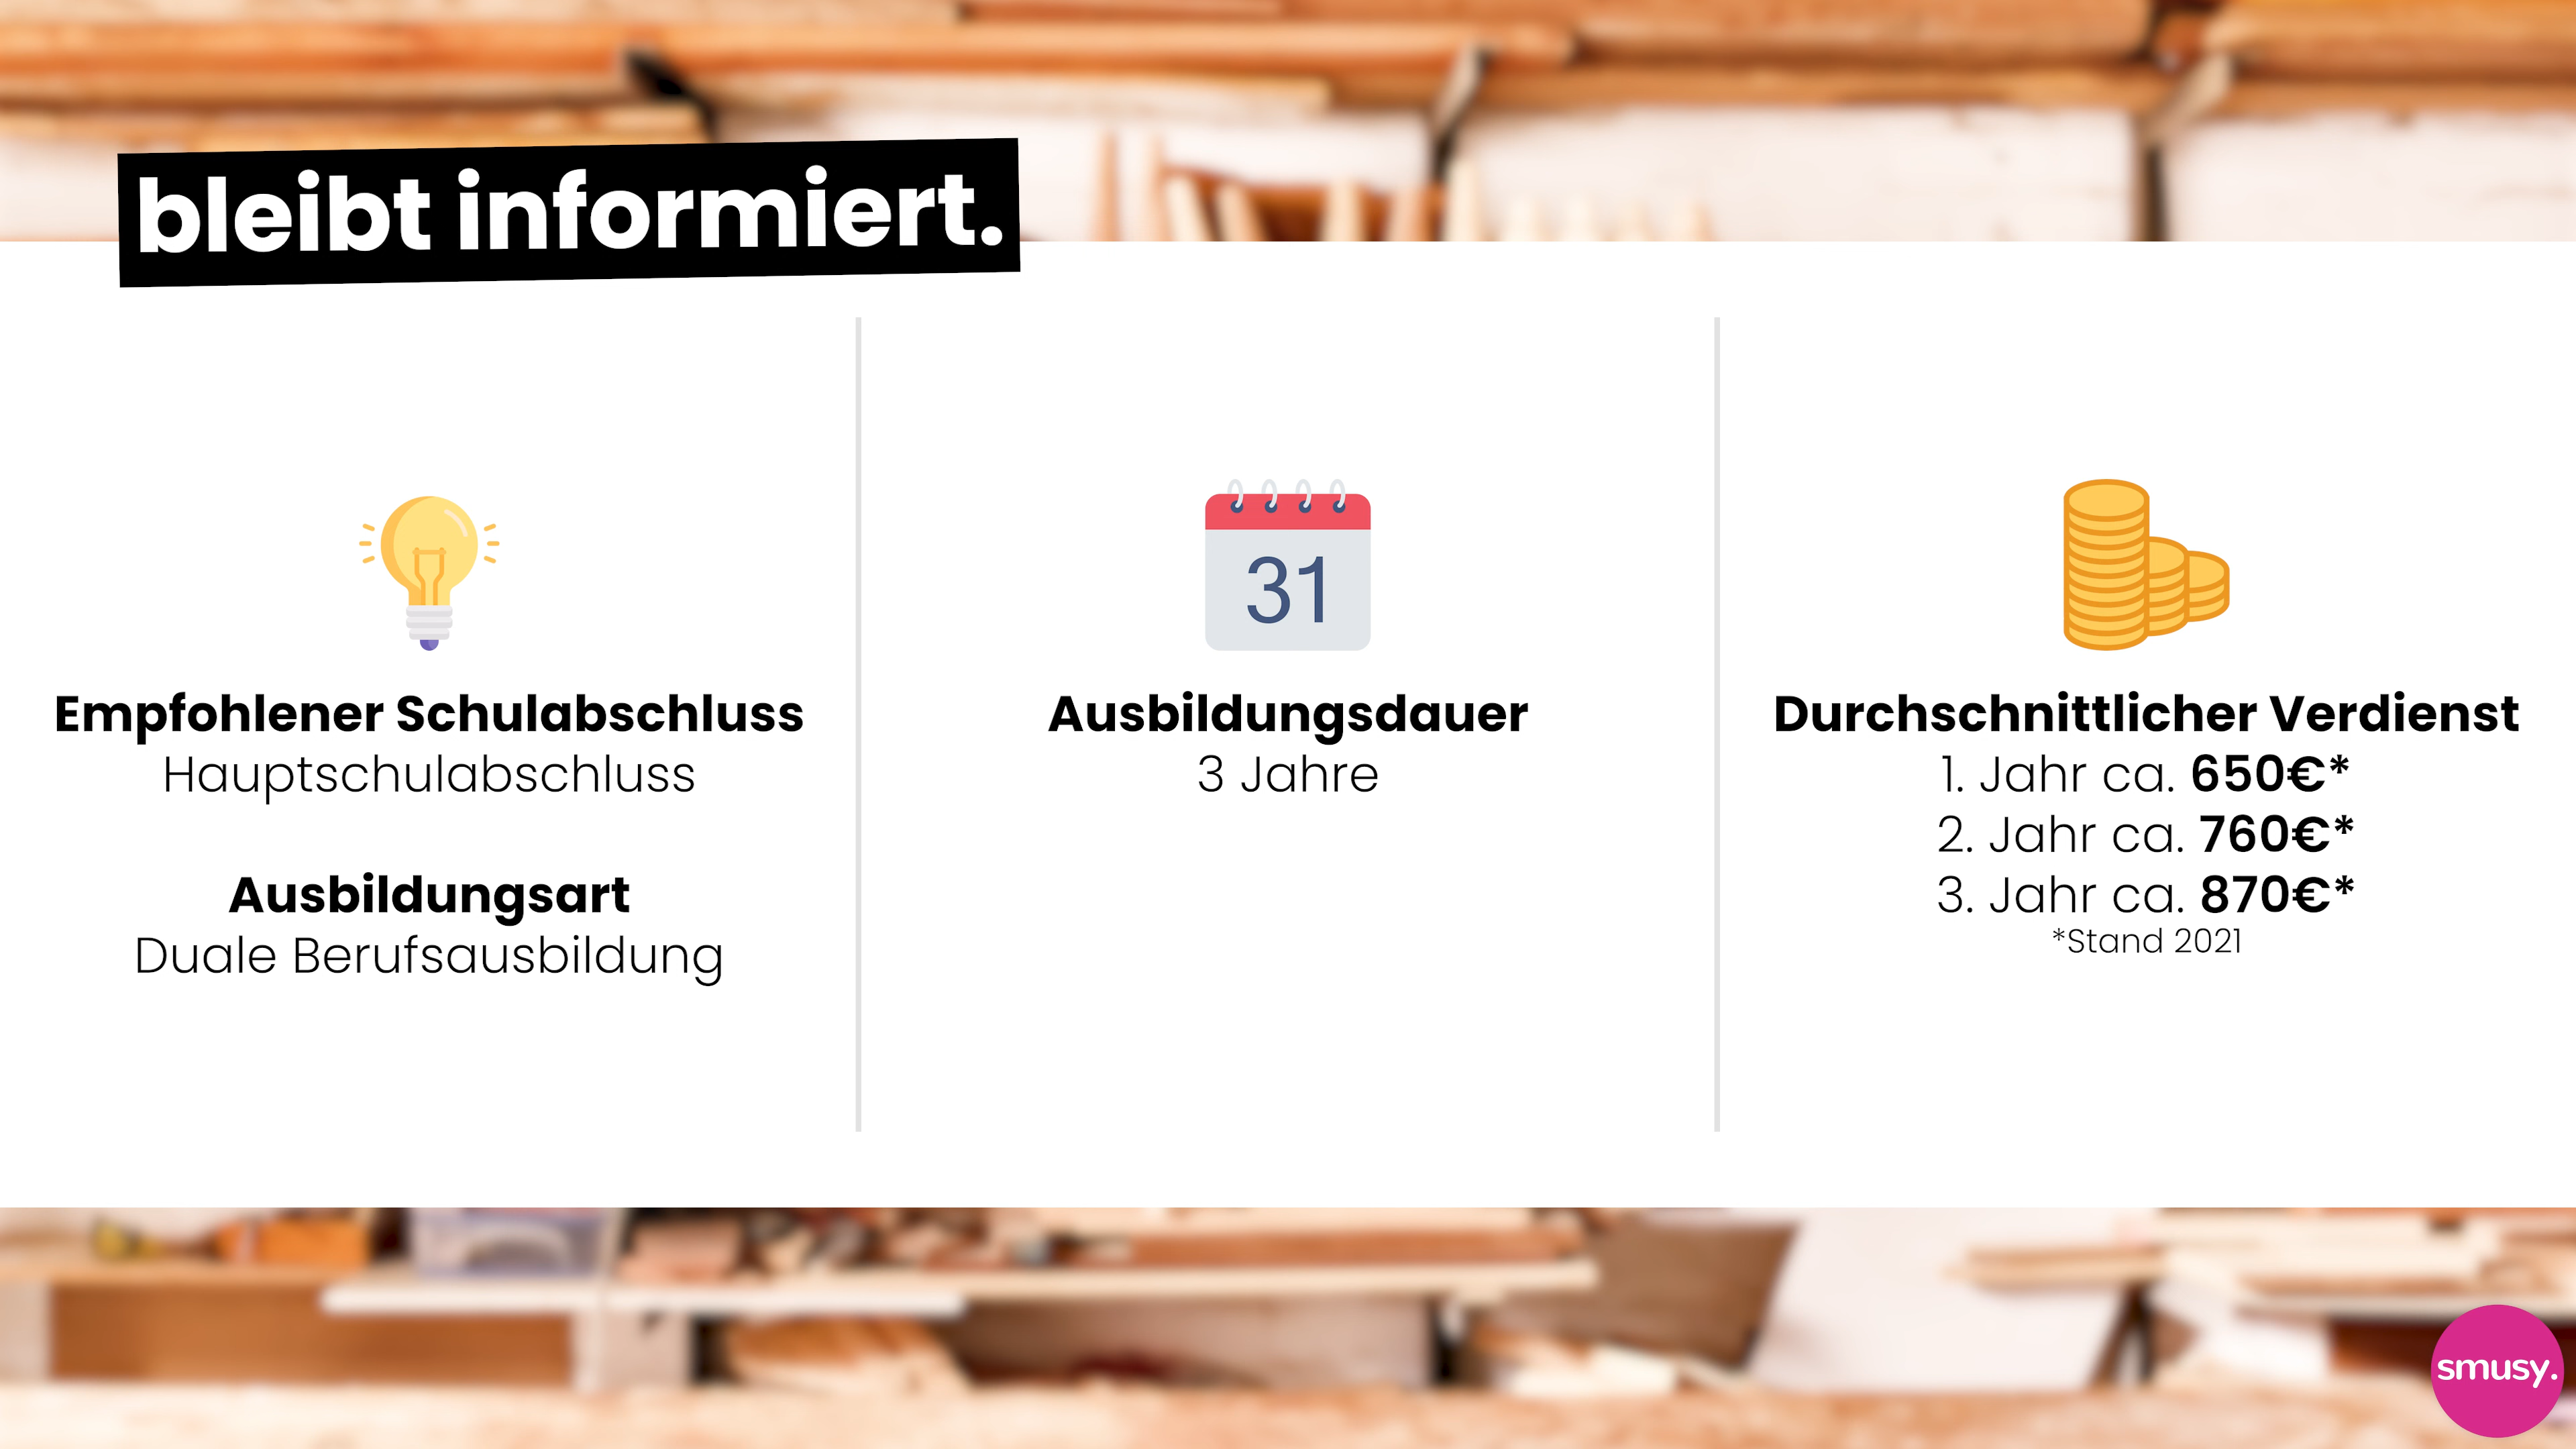 bleibt informiert.
Empfohlener Schulabschluss
Hauptschulabschluss
Ausbildungsart
Duale Berufsausbildung
31
Ausbildungsdauer
3 Jahre
Durchschnittlicher Verdienst
1. Jahr ca. 650€*
2. Jahr ca. 760€*
3. Jahr ca. 870€*
*Stand 2021
smusy.